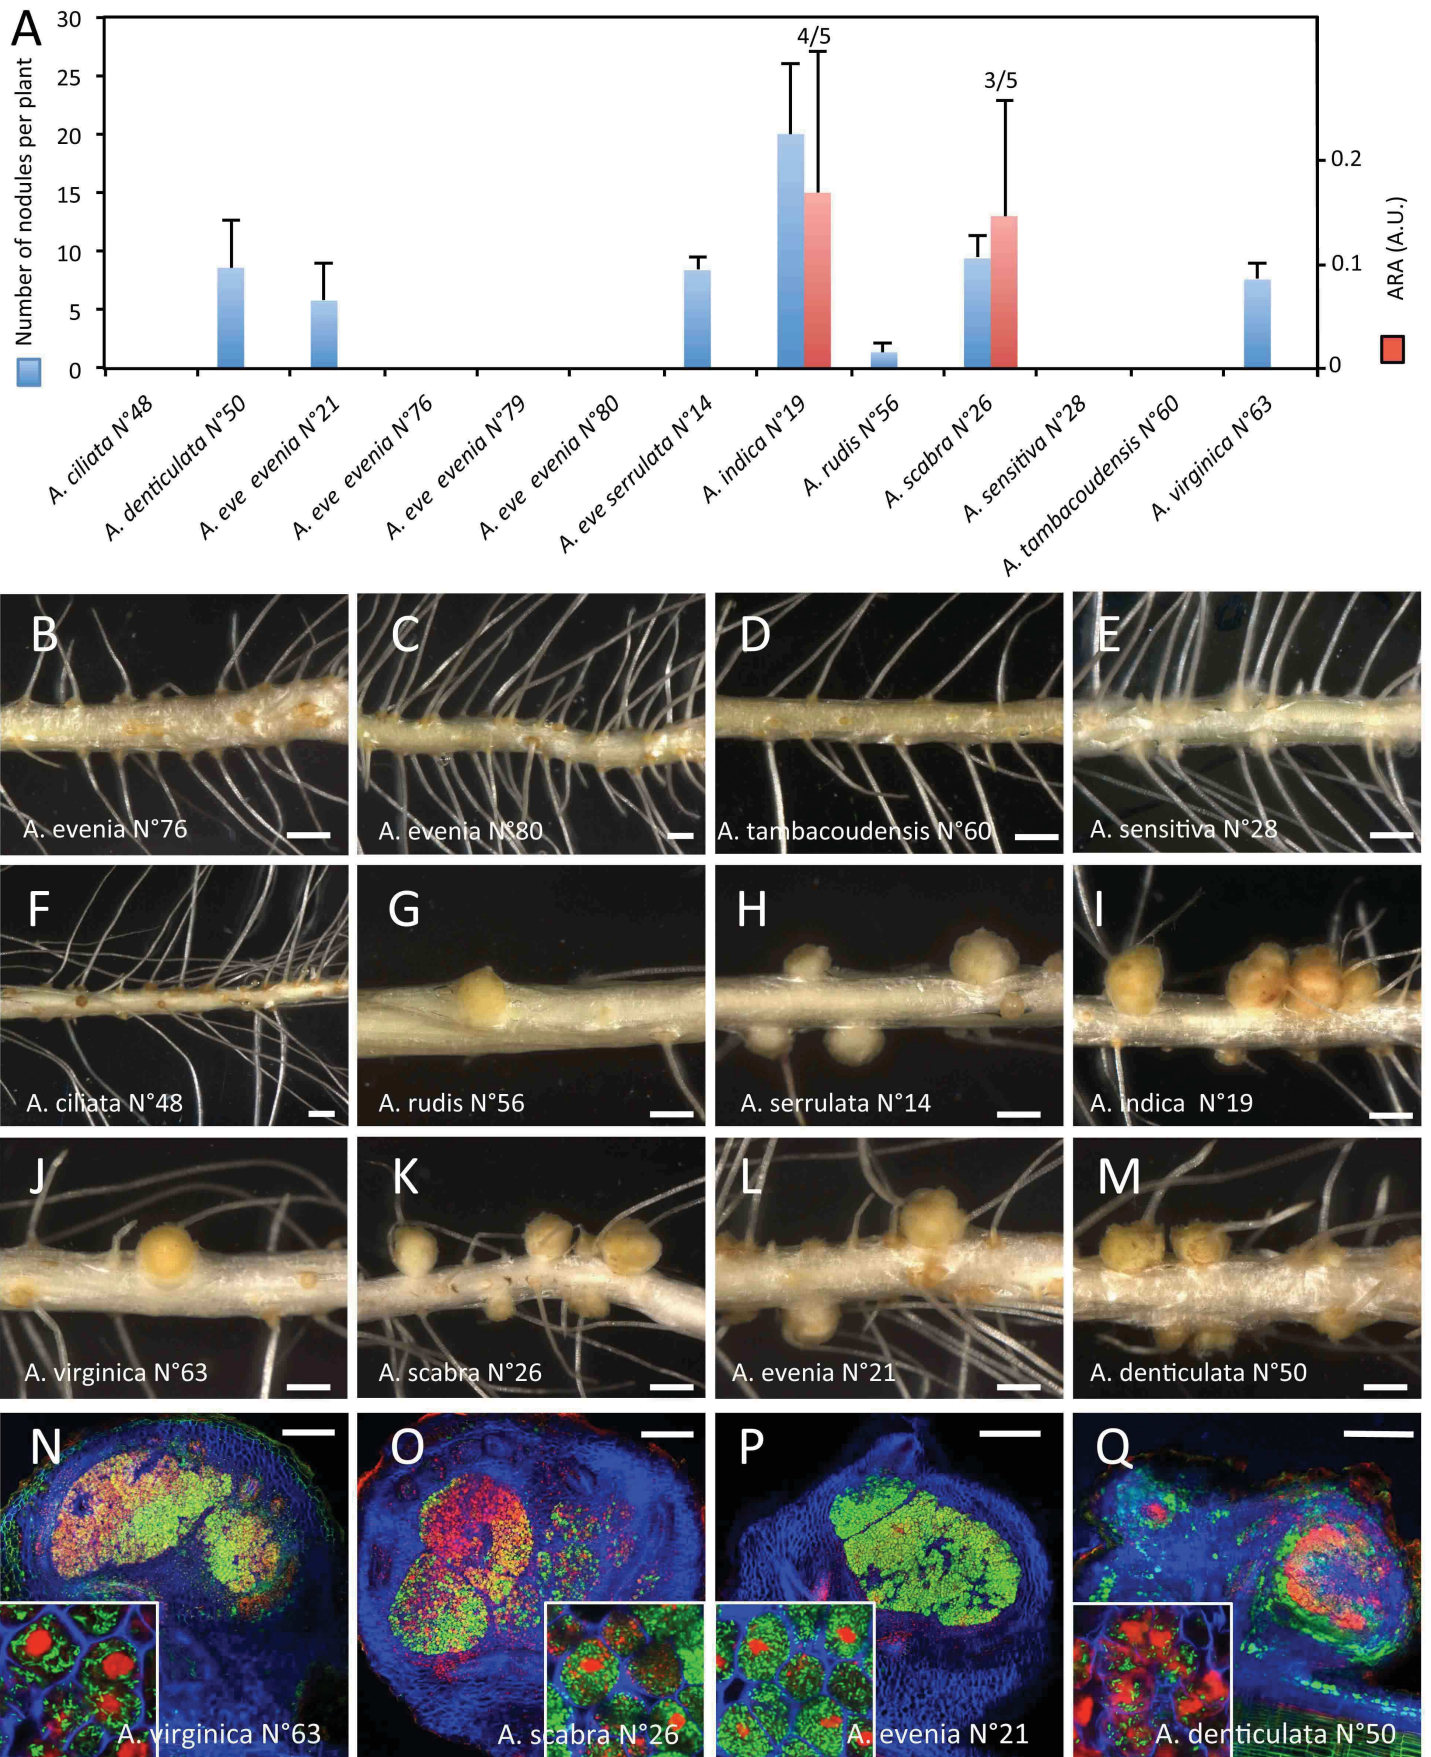 A
30
25
20
15
10
5
0
Number of nodules per plant
4/5
3/5
0.2
0.1
0
ARA (A.U.)
A. ciliata N°48
A. denticulata N°50
A. eve evenia N°21
A. eve evenia N°76
A. eve evenia N°79
A. eve evenia N°80
A. eve serrulata N°14
A. indica N°19
A. rudis N°56
A. scabra N°26
A. sensitiva N°28
A. tambacoudensis N°60
A. virginica N°63
B
A. evenia N°76
C
A. evenia N°80
D
A. tambacoudensis N°60
E
A. sensitiva N°28
F
A. ciliata N°48
G
A. rudis N°56
H
A. serrulata N°14
I
A. indica N°19
J
A. virginica N°63
K
A. scabra N°26
L
A. evenia N°21
M
A. denticulata N°50
N
A. virginica N°63
O
A. scabra N°26
P
A. evenia N°21
Q
A. denticulata N°50